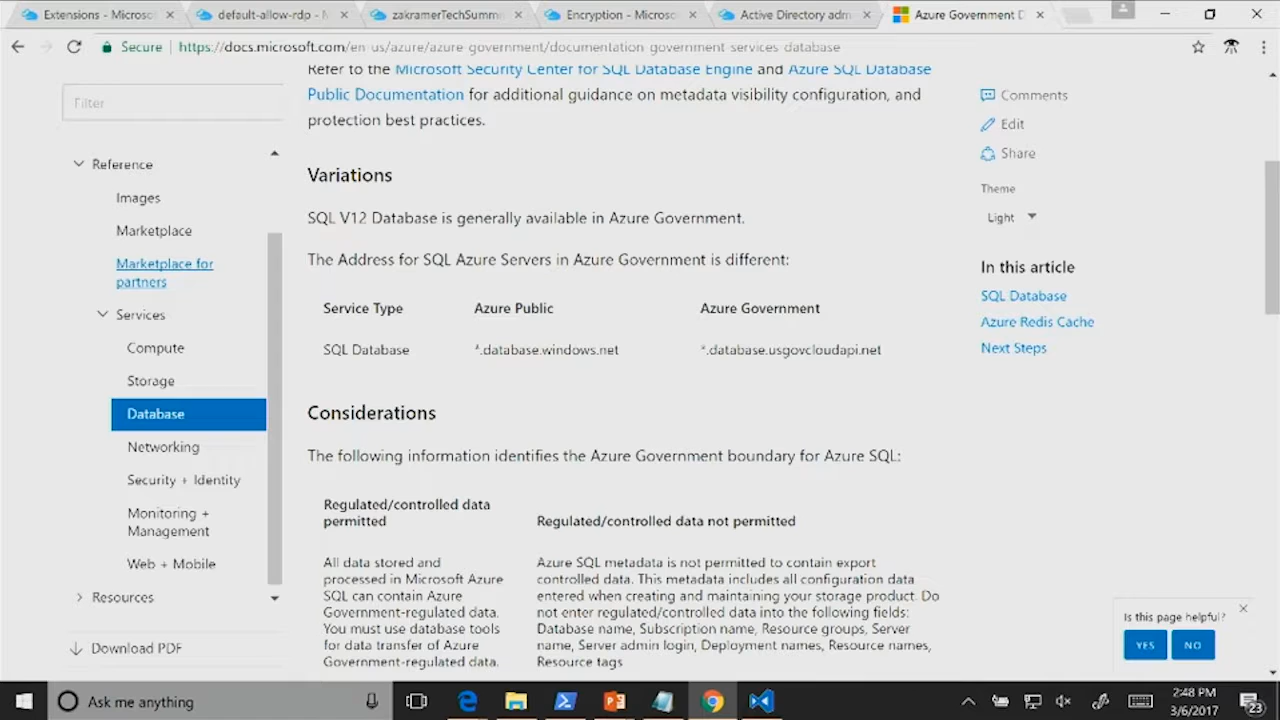 Extensions - Microso
default-allow-rdp - M
zakramerTechSumm
Encryption - Microso
Active Directory adm
Azure Government D
Secure
https://docs.microsoft.com/en-us/azure/azure-government/documentation-government-services-database
Filter
Reference
Images
Marketplace
Marketplace for
partners
Services
Compute
Storage
Database
Networking
Security + Identity
Monitoring +
Management
Web + Mobile
Resources
Download PDF
Refer to the Microsoft Security Center for SQL Database Engine and Azure SQL Database
Public Documentation for additional guidance on metadata visibility configuration, and
protection best practices.
Variations
SQL V12 Database is generally available in Azure Government.
The Address for SQL Azure Servers in Azure Government is different:
Service Type Azure Public Azure Government
SQL Database *.database.windows.net *.database.usgovcloudapi.net
Considerations
The following information identifies the Azure Government boundary for Azure SQL:
Regulated/controlled data
permitted
Regulated/controlled data not permitted
All data stored and
processed in Microsoft Azure
SQL can contain Azure
Government-regulated data.
You must use database tools
for data transfer of Azure
Government-regulated data.
Azure SQL metadata is not permitted to contain export
controlled data. This metadata includes all configuration data
entered when creating and maintaining your storage product. Do
not enter regulated/controlled data into the following fields:
Database name, Subscription name, Resource groups, Server
name, Server admin login, Deployment names, Resource names,
Resource tags
Comments
Edit
Share
Theme
Light
In this article
SQL Database
Azure Redis Cache
Next Steps
Is this page helpful?
YES NO
Ask me anything
2:48 PM
3/6/2017
23